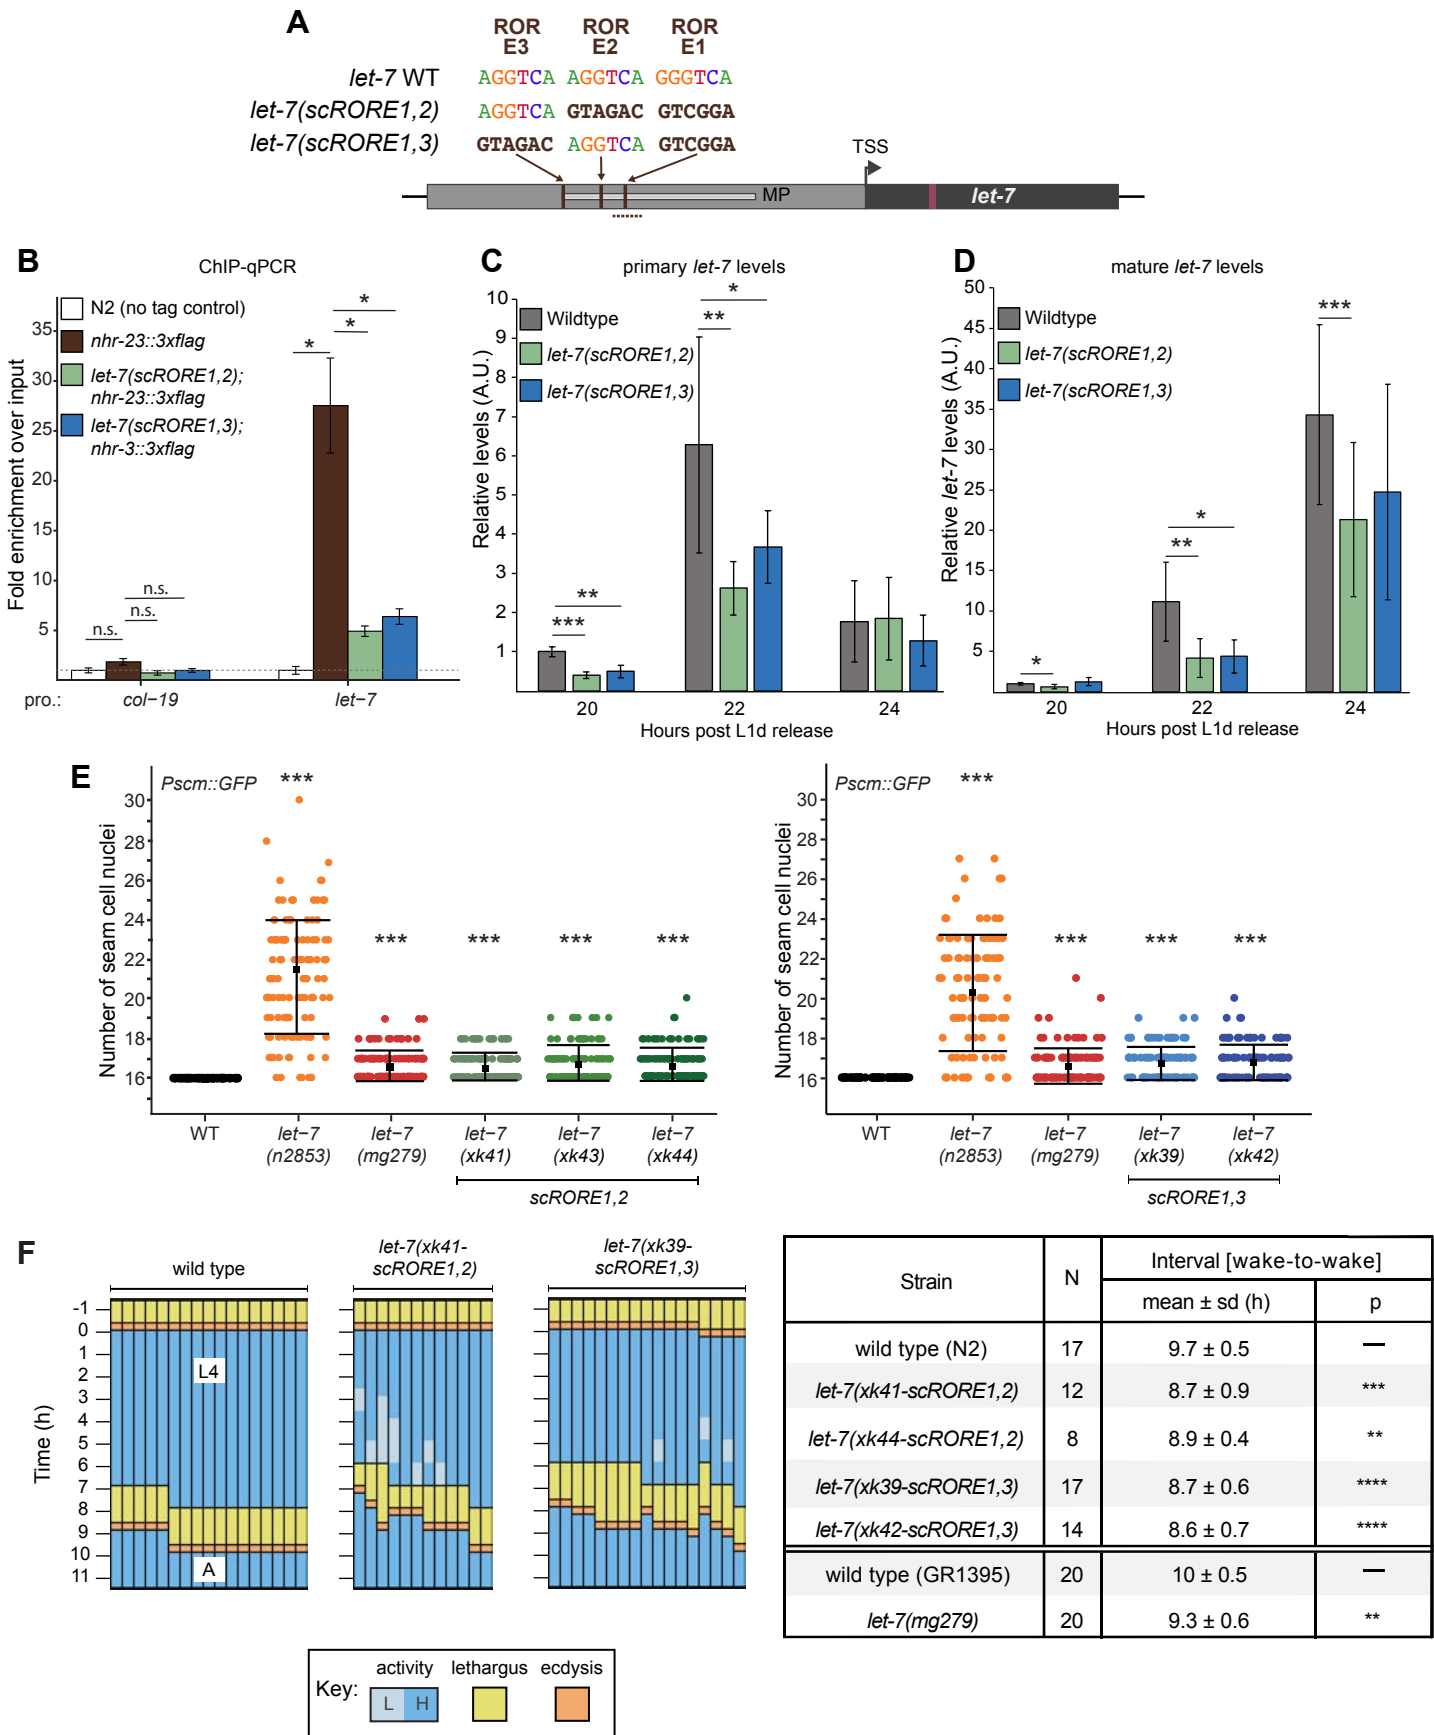 A
ROR ROR ROR
E3 E2 E1
let-7 WT AGGTCA AGGTCA GGGTCA
let-7(scRORE1,2) AGGTCA GTAGAC GTCGGA
let-7(scRORE1,3) GTAGAC AGGTCA GTCGGA
TSS
MP
let-7
B
ChIP-qPCR
N2 (no tag control)
nhr-23::3xflag
let-7(scRORE1,2);
nhr-23::3xflag
let-7(scRORE1,3);
nhr-3::3xflag
Fold enrichment over input
35
30
25
20
15
10
5
n.s.
n.s.
n.s.
*
*
*
pro.: col−19 let−7
C
primary let-7 levels
Wildtype
let-7(scRORE1,2)
let-7(scRORE1,3)
Relative levels (A.U.)
10
9
8
7
6
5
4
3
2
1
***
**
**
*
20 22 24
Hours post L1d release
D
mature let-7 levels
Wildtype
let-7(scRORE1,2)
let-7(scRORE1,3)
Relative let-7 levels (A.U.)
50
45
40
35
30
25
20
15
10
5
*
**
*
***
20 22 24
Hours post L1d release
E
Pscm::GFP
Number of seam cell nuclei
30
28
26
24
22
20
18
16
*** *** *** *** ***
WT let−7 let−7 let−7 let−7 let−7
(n2853) (mg279) (xk41) (xk43) (xk44)
scRORE1,2
Pscm::GFP
Number of seam cell nuclei
30
28
26
24
22
20
18
16
*** *** *** ***
WT let−7 let−7 let−7 let−7
(n2853) (mg279) (xk39) (xk42)
scRORE1,3
F
wild type
let-7(xk41-
scRORE1,2)
let-7(xk39-
scRORE1,3)
Time (h)
-1
0
1
2
3
4
5
6
7
8
9
10
11
L4
A
Key:
activity lethargus ecdysis
L H
Strain N Interval [wake-to-wake]
mean ± sd (h) p
wild type (N2) 17 9.7 ± 0.5 —
let-7(xk41-scRORE1,2) 12 8.7 ± 0.9 ***
let-7(xk44-scRORE1,2) 8 8.9 ± 0.4 **
let-7(xk39-scRORE1,3) 17 8.7 ± 0.6 ****
let-7(xk42-scRORE1,3) 14 8.6 ± 0.7 ****
wild type (GR1395) 20 10 ± 0.5 —
let-7(mg279) 20 9.3 ± 0.6 **